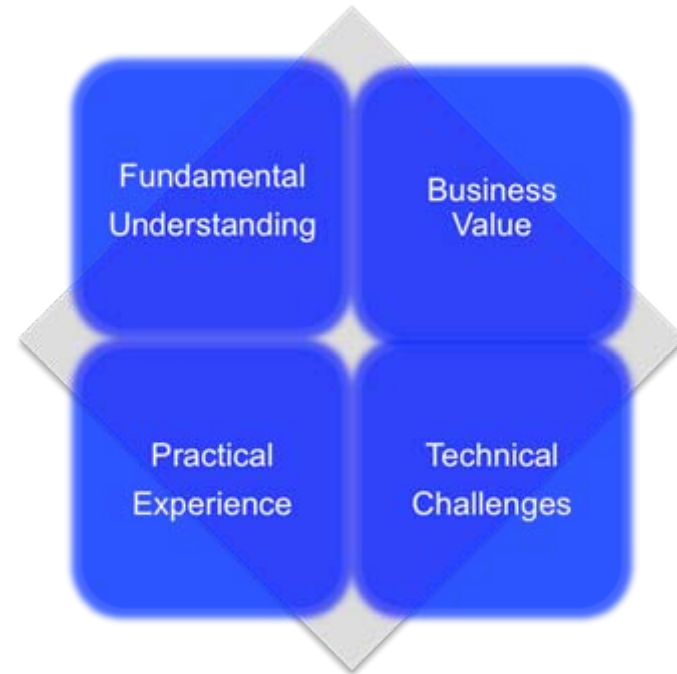 Fundamental
Understanding
Business
Value
Practical
Experience
Technical
Challenges